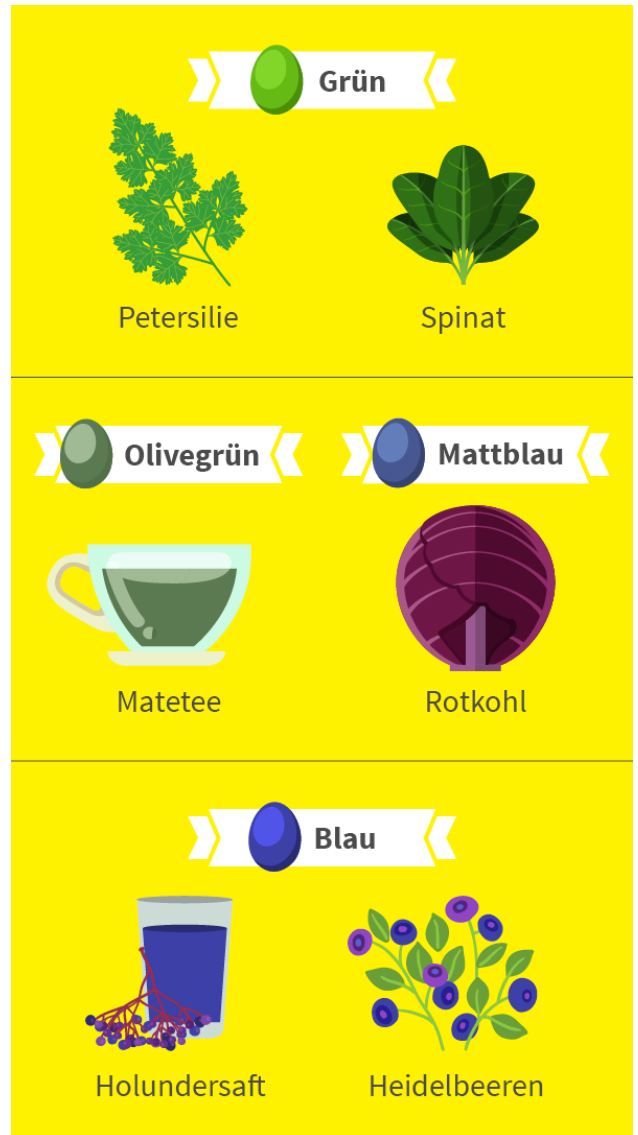 Grün
Petersilie
Spinat
Olivegrün
Mattblau
Matetee
Rotkohl
Blau
Holundersaft
Heidelbeeren